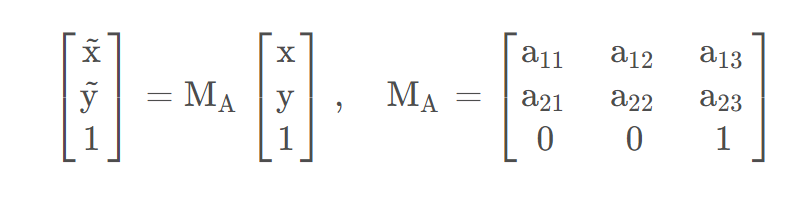 [x̃ ỹ 1] = M_A [x y 1] , M_A = [a₁₁ a₁₂ a₁₃
a₂₁ a₂₂ a₂₃
0 0 1]